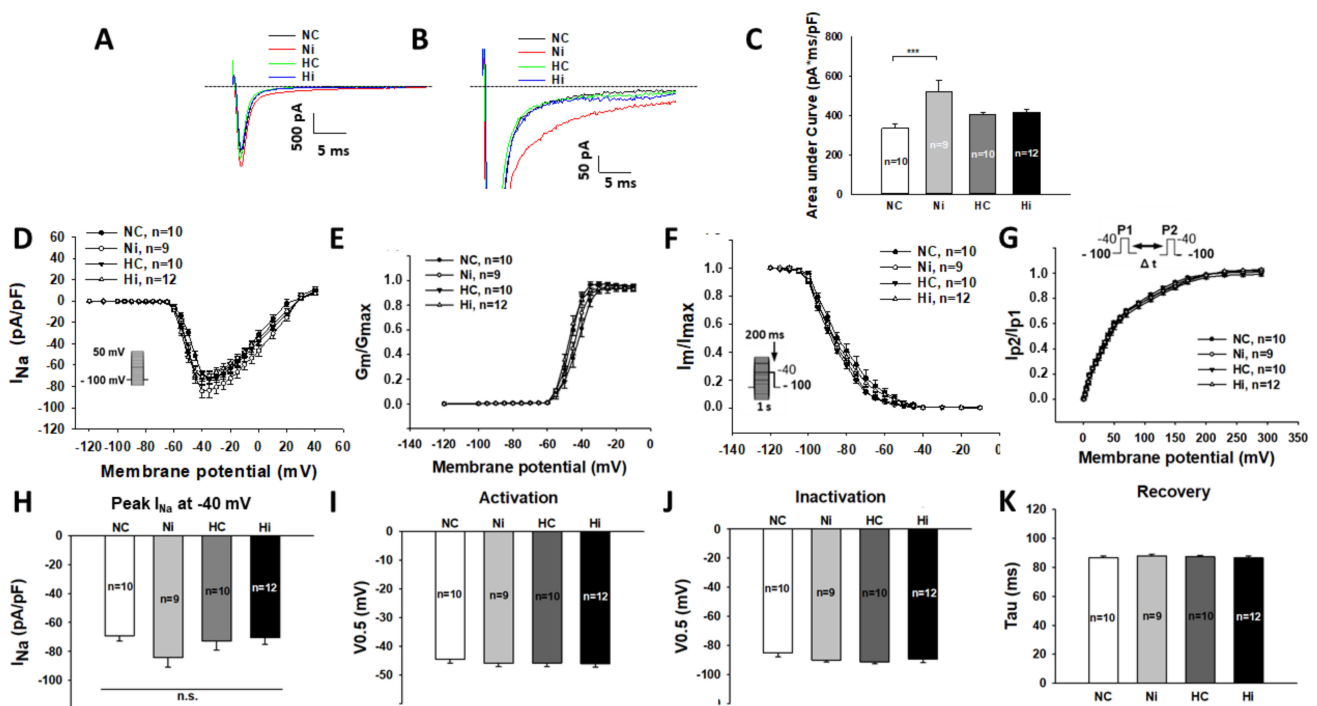 A
NC
Ni
HC
Hi
500 pA
5 ms
B
NC
Ni
HC
Hi
50 pA
5 ms
C
Area under Curve (pA*ms/pF)
800
600
400
200
0
***
n=10
n=9
n=10
n=12
NC Ni HC Hi
D
NC, n=10
Ni, n=9
HC, n=10
Hi, n=12
I_Na (pA/pF)
60
40
20
0
-20
-40
-60
-80
-100
-120
50 mV
- 100 mV
-120 -100 -80 -60 -40 -20 0 20 40 60
Membrane potential (mV)
E
NC, n=10
Ni, n=9
HC, n=10
Hi, n=12
Gm/Gmax
1.0
0.8
0.6
0.4
0.2
0.0
-140 -120 -100 -80 -60 -40 -20 0
Membrane potential (mV)
F
NC, n=10
Ni, n=9
HC, n=10
Hi, n=12
Im/Imax
1.0
0.8
0.6
0.4
0.2
0.0
200 ms
-40
- 100
1 s
-140 -120 -100 -80 -60 -40 -20 0
Membrane potential (mV)
G
P1 P2
-40 -40
- 100 - 100
Δ t
Ip2/Ip1
1.0
0.8
0.6
0.4
0.2
0.0
NC, n=10
Ni, n=9
HC, n=10
Hi, n=12
-50 0 50 100 150 200 250 300 350
Membrane potential (mV)
H
Peak I_Na at -40 mV
NC Ni HC Hi
I_Na (pA/pF)
0
-20
-40
-60
-80
-100
n=10
n=9
n=10
n=12
n.s.
I
Activation
NC Ni HC Hi
V0.5 (mV)
0
-10
-20
-30
-40
-50
n=10
n=9
n=10
n=12
J
Inactivation
NC Ni HC Hi
V0.5 (mV)
0
-20
-40
-60
-80
-100
-120
n=10
n=9
n=10
n=12
K
Recovery
Tau (ms)
120
100
80
60
40
20
0
n=10
n=9
n=10
n=12
NC Ni HC Hi